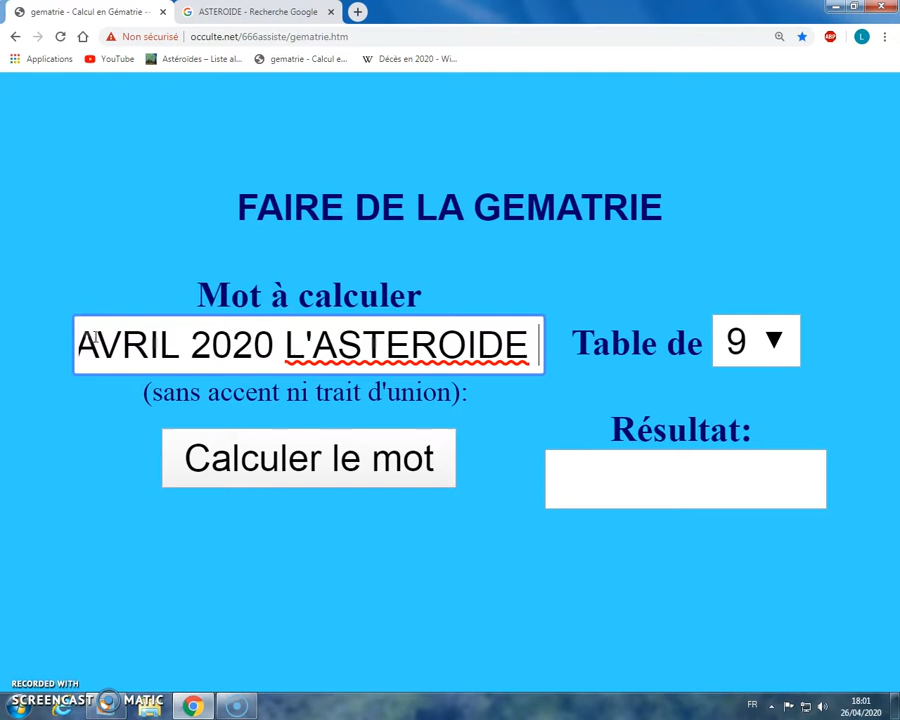 gematrie - Calcul en Gématrie -
ASTEROIDE - Recherche Google
Non sécurisé
occulte.net/666assiste/gematrie.htm
ABP
L
Applications
YouTube
Astéroïdes – Liste al...
gematrie - Calcul e...
W Décès en 2020 - Wi...
FAIRE DE LA GEMATRIE
Mot à calculer
AVRIL 2020 L'ASTEROIDE
Table de 9
(sans accent ni trait d'union):
Résultat:
Calculer le mot
RECORDED WITH
SCREENCAST MATIC
FR
18:01
26/04/2020